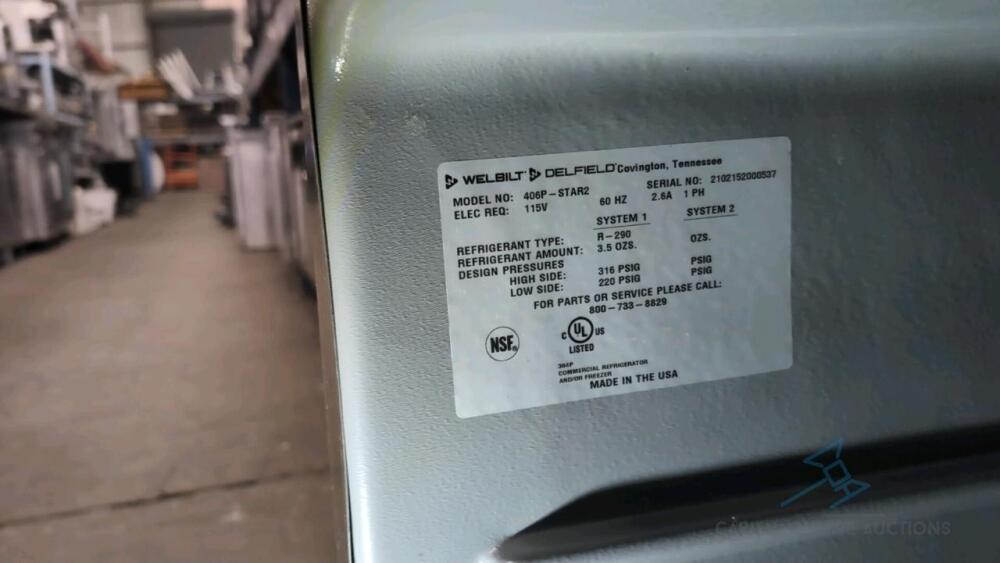 WELBILT DELFIELD Covington, Tennessee
MODEL NO: 406P-STAR2 SERIAL NO: 2102152000537
ELEC REQ: 115V 60 HZ 2.6A 1 PH
SYSTEM 1 SYSTEM 2
REFRIGERANT TYPE: R-290
REFRIGERANT AMOUNT: 3.5 OZS. OZS.
DESIGN PRESSURES
HIGH SIDE: 316 PSIG PSIG
LOW SIDE: 220 PSIG PSIG
FOR PARTS OR SERVICE PLEASE CALL:
800-733-8829
NSF®
C UL US
LISTED
384P
COMMERCIAL REFRIGERATOR
AND/OR FREEZER
MADE IN THE USA
AUCTIONS